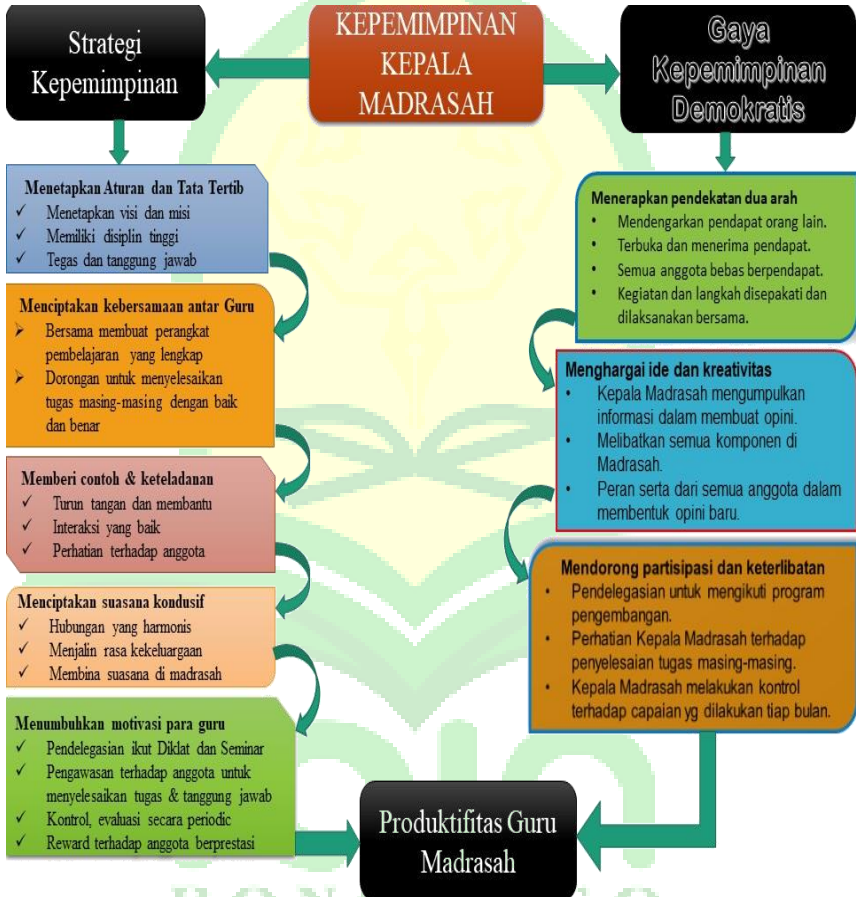 KEPEMIMPINAN
KEPALA
MADRASAH
Strategi
Kepemimpinan
Menetapkan Aturan dan Tata Tertib
✓ Menetapkan visi dan misi
✓ Memiliki disiplin tinggi
✓ Tegas dan tanggung jawab
Menciptakan kebersamaan antar Guru
➤ Bersama membuat perangkat
pembelajaran yang lengkap
➤ Dorongan untuk menyelesaikan
tugas masing-masing dengan baik
dan benar
Memberi contoh & keteladanan
✓ Turun tangan dan membantu
✓ Interaksi yang baik
✓ Perhatian terhadap anggota
Menciptakan suasana kondusif
✓ Hubungan yang harmonis
✓ Menjalin rasa kekeluargaan
✓ Membina suasana di madrasah
Menumbuhkan motivasi para guru
✓ Pendelegasian ikut Diklat dan Seminar
✓ Pengawasan terhadap anggota untuk
menyelesaikan tugas & tanggung jawab
✓ Kontrol, evaluasi secara periodic
✓ Reward terhadap anggota berprestasi
Gaya
Kepemimpinan
Demokratis
Menerapkan pendekatan dua arah
• Mendengarkan pendapat orang lain.
• Terbuka dan menerima pendapat.
• Semua anggota bebas berpendapat.
• Kegiatan dan langkah disepakati dan
dilaksanakan bersama.
Menghargai ide dan kreativitas
• Kepala Madrasah mengumpulkan
informasi dalam membuat opini.
• Melibatkan semua komponen di
Madrasah.
• Peran serta dari semua anggota dalam
membentuk opini baru.
Mendorong partisipasi dan keterlibatan
• Pendelegasian untuk mengikuti program
pengembangan.
• Perhatian Kepala Madrasah terhadap
penyelesaian tugas masing-masing.
• Kepala Madrasah melakukan kontrol
terhadap capaian yg dilakukan tiap bulan.
Produktifitas Guru
Madrasah